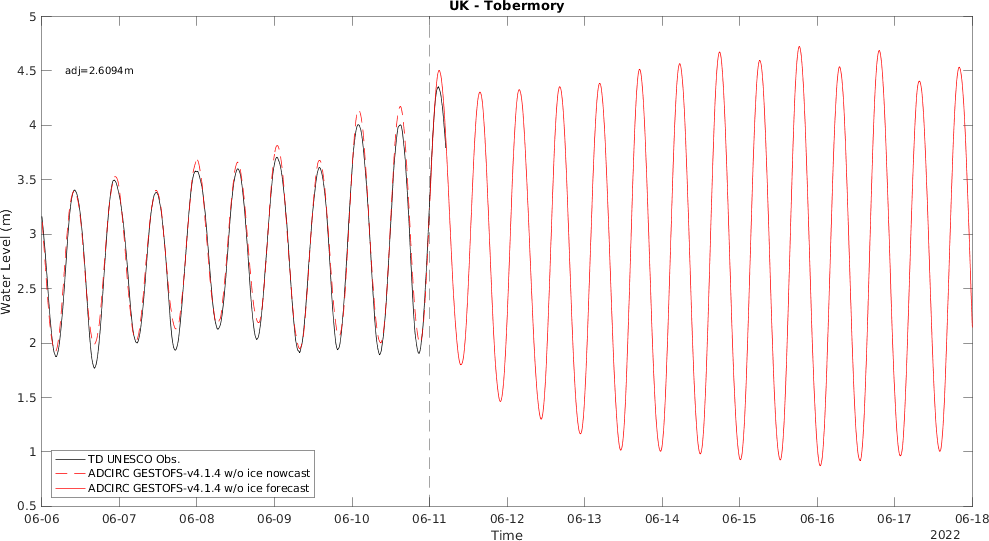 UK - Tobermory
adj=2.6094m
Water Level (m)
5
4.5
4
3.5
3
2.5
2
1.5
1
0.5
TD UNESCO Obs.
ADCIRC GESTOFS-v4.1.4 w/o ice nowcast
ADCIRC GESTOFS-v4.1.4 w/o ice forecast
06-06 06-07 06-08 06-09 06-10 06-11 06-12 06-13 06-14 06-15 06-16 06-17 06-18
Time
2022